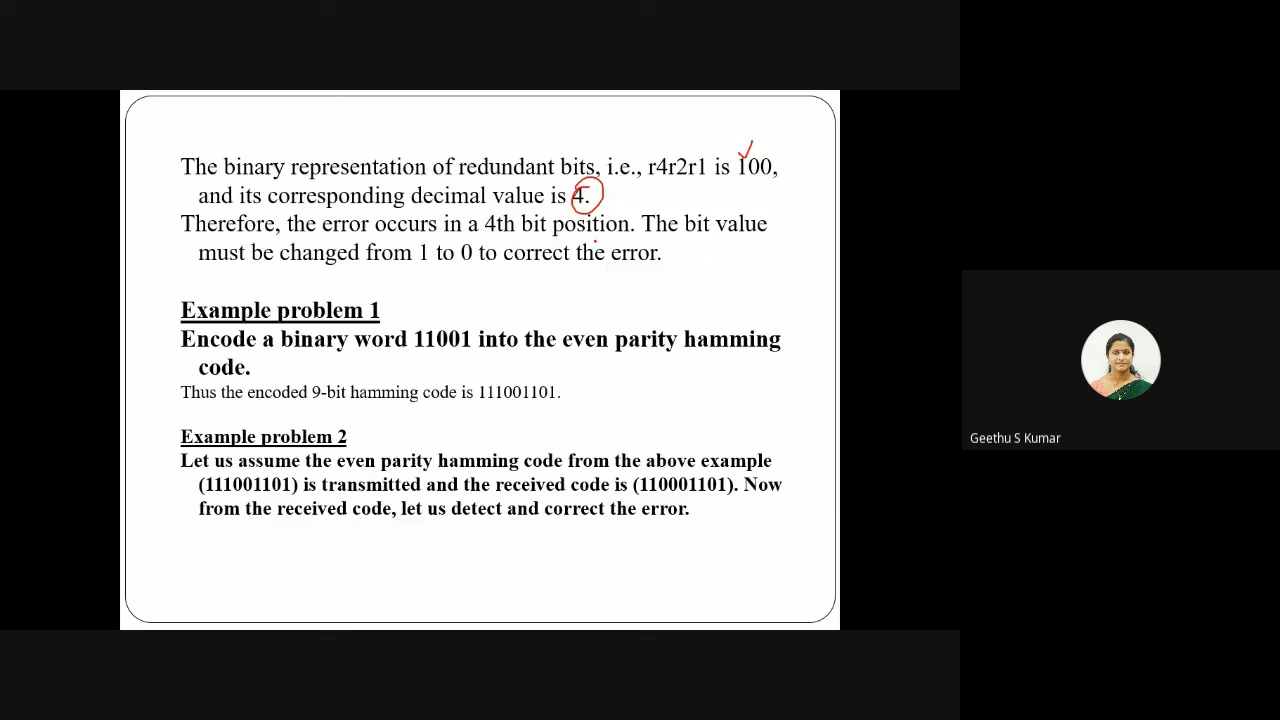 The binary representation of redundant bits, i.e., r4r2r1 is 100,
and its corresponding decimal value is 4.
Therefore, the error occurs in a 4th bit position. The bit value
must be changed from 1 to 0 to correct the error.
Example problem 1
Encode a binary word 11001 into the even parity hamming
code.
Thus the encoded 9-bit hamming code is 111001101.
Example problem 2
Let us assume the even parity hamming code from the above example
(111001101) is transmitted and the received code is (110001101). Now
from the received code, let us detect and correct the error.
Geethu S Kumar